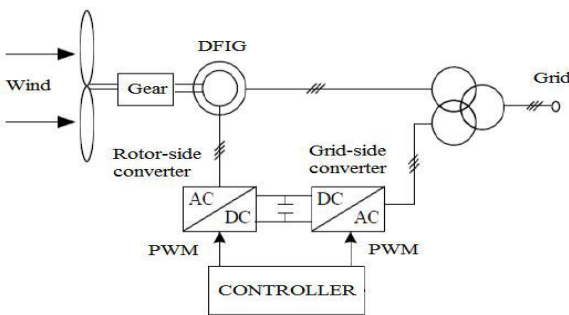 DFIG
Wind
Gear
Grid
Rotor-side
converter
Grid-side
converter
AC
DC
DC
AC
PWM
PWM
CONTROLLER